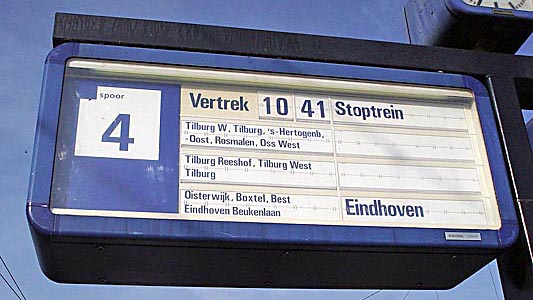 spoor
4
Vertrek 10 41 Stoptrein
Tilburg W, Tilburg, 's-Hertogenb,
-Oost, Rosmalen, Oss West
Tilburg Reeshof, Tilburg West
Tilburg
Oisterwijk, Boxtel, Best
Eindhoven Beukenlaan
Eindhoven